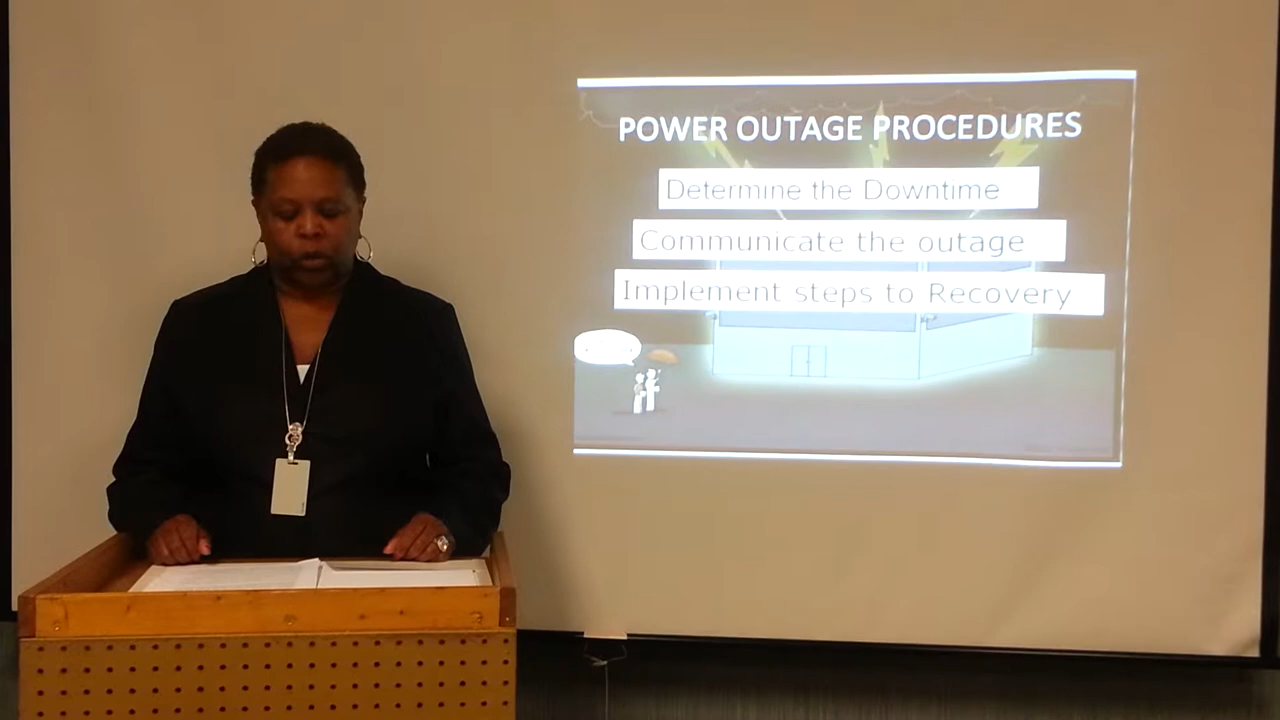 POWER OUTAGE PROCEDURES
Determine the Downtime
Communicate the outage
Implement steps to Recovery